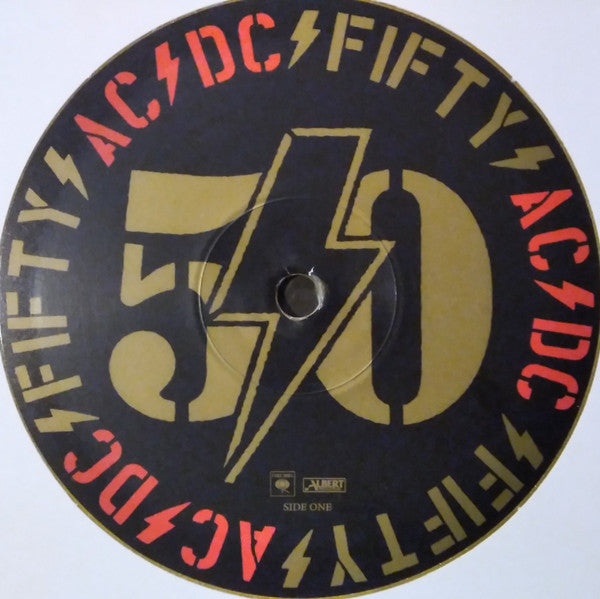 AC⚡DC⚡FIFTY⚡AC⚡DC⚡FIFTY⚡AC⚡DC⚡FIFTY⚡
50
ALBERT
SIDE ONE